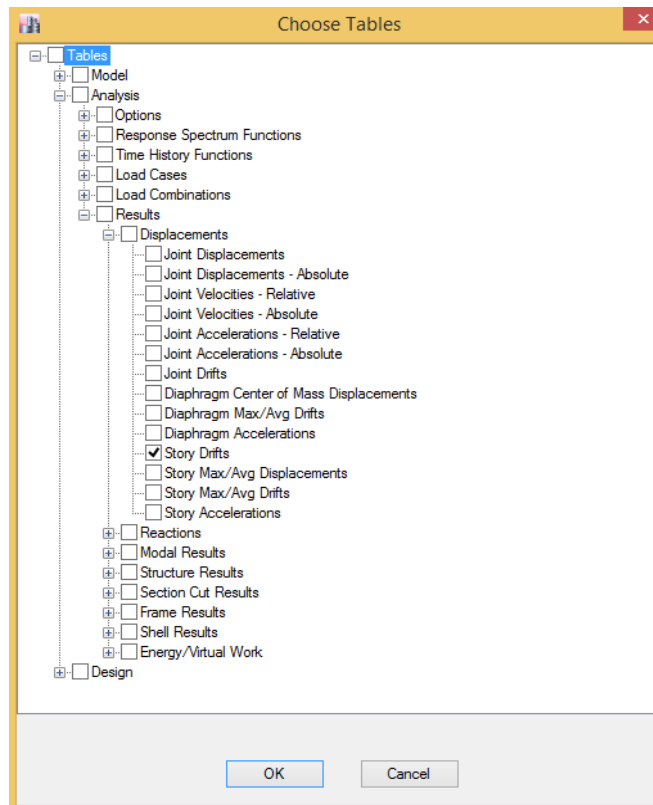 Choose Tables
Tables
Model
Analysis
Options
Response Spectrum Functions
Time History Functions
Load Cases
Load Combinations
Results
Displacements
Joint Displacements
Joint Displacements - Absolute
Joint Velocities - Relative
Joint Velocities - Absolute
Joint Accelerations - Relative
Joint Accelerations - Absolute
Joint Drifts
Diaphragm Center of Mass Displacements
Diaphragm Max/Avg Drifts
Diaphragm Accelerations
Story Drifts
Story Max/Avg Displacements
Story Max/Avg Drifts
Story Accelerations
Reactions
Modal Results
Structure Results
Section Cut Results
Frame Results
Shell Results
Energy/Virtual Work
Design
OK Cancel